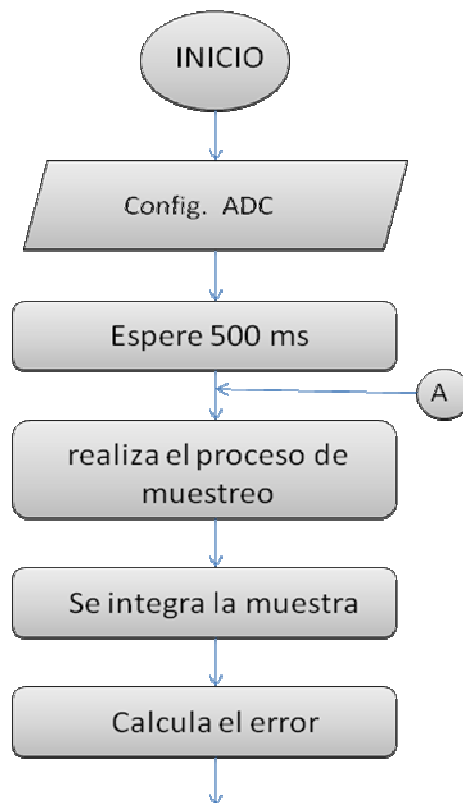 INICIO
Config. ADC
Espere 500 ms
A
realiza el proceso de
muestreo
Se integra la muestra
Calcula el error